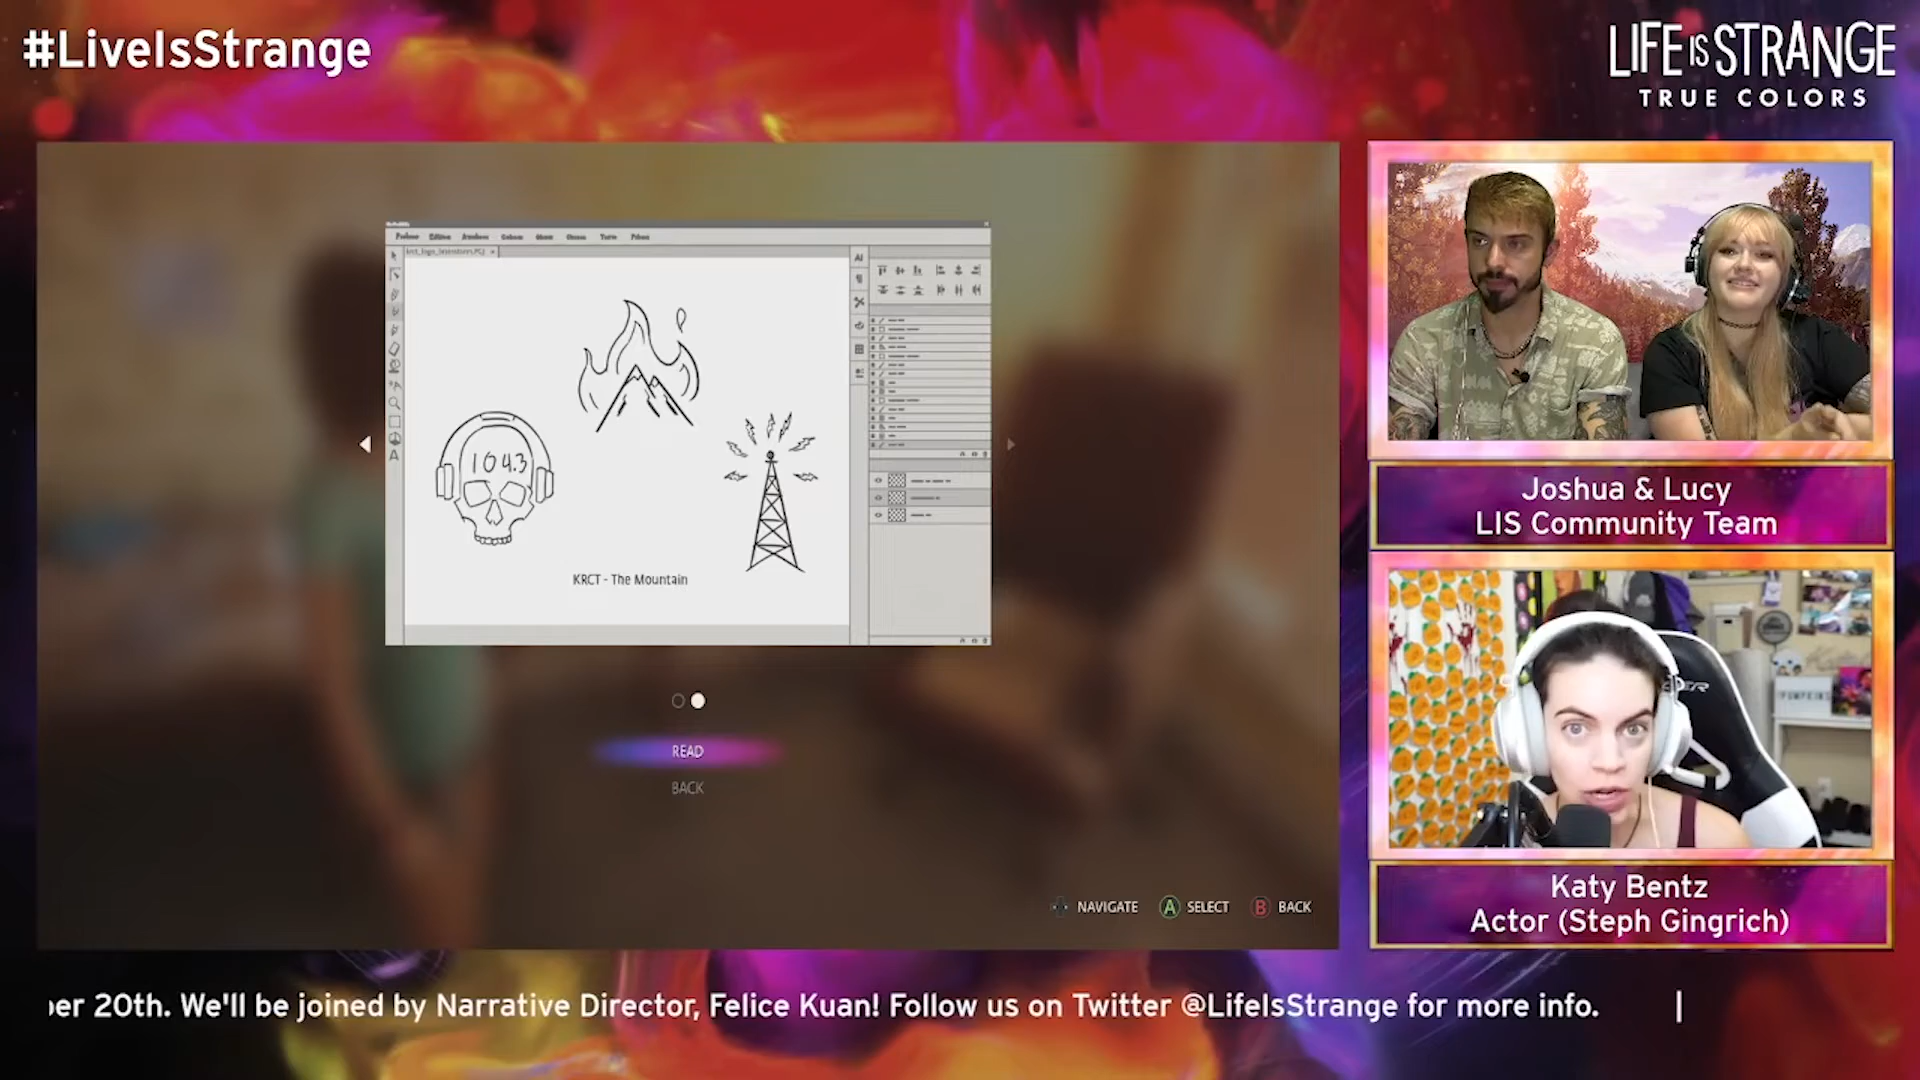 #LiveIsStrange
LIFE IS STRANGE
TRUE COLORS
AI
104.3
KRCT - The Mountain
READ
BACK
NAVIGATE A SELECT B BACK
Joshua & Lucy
LIS Community Team
Katy Bentz
Actor (Steph Gingrich)
er 20th. We'll be joined by Narrative Director, Felice Kuan! Follow us on Twitter @LifeIsStrange for more info. |